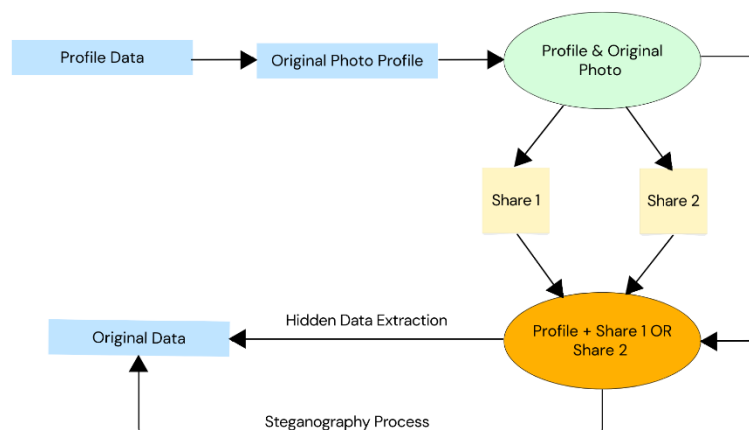 Profile Data
Original Photo Profile
Profile & Original
Photo
Share 1
Share 2
Hidden Data Extraction
Profile + Share 1 OR
Share 2
Original Data
Steganography Process